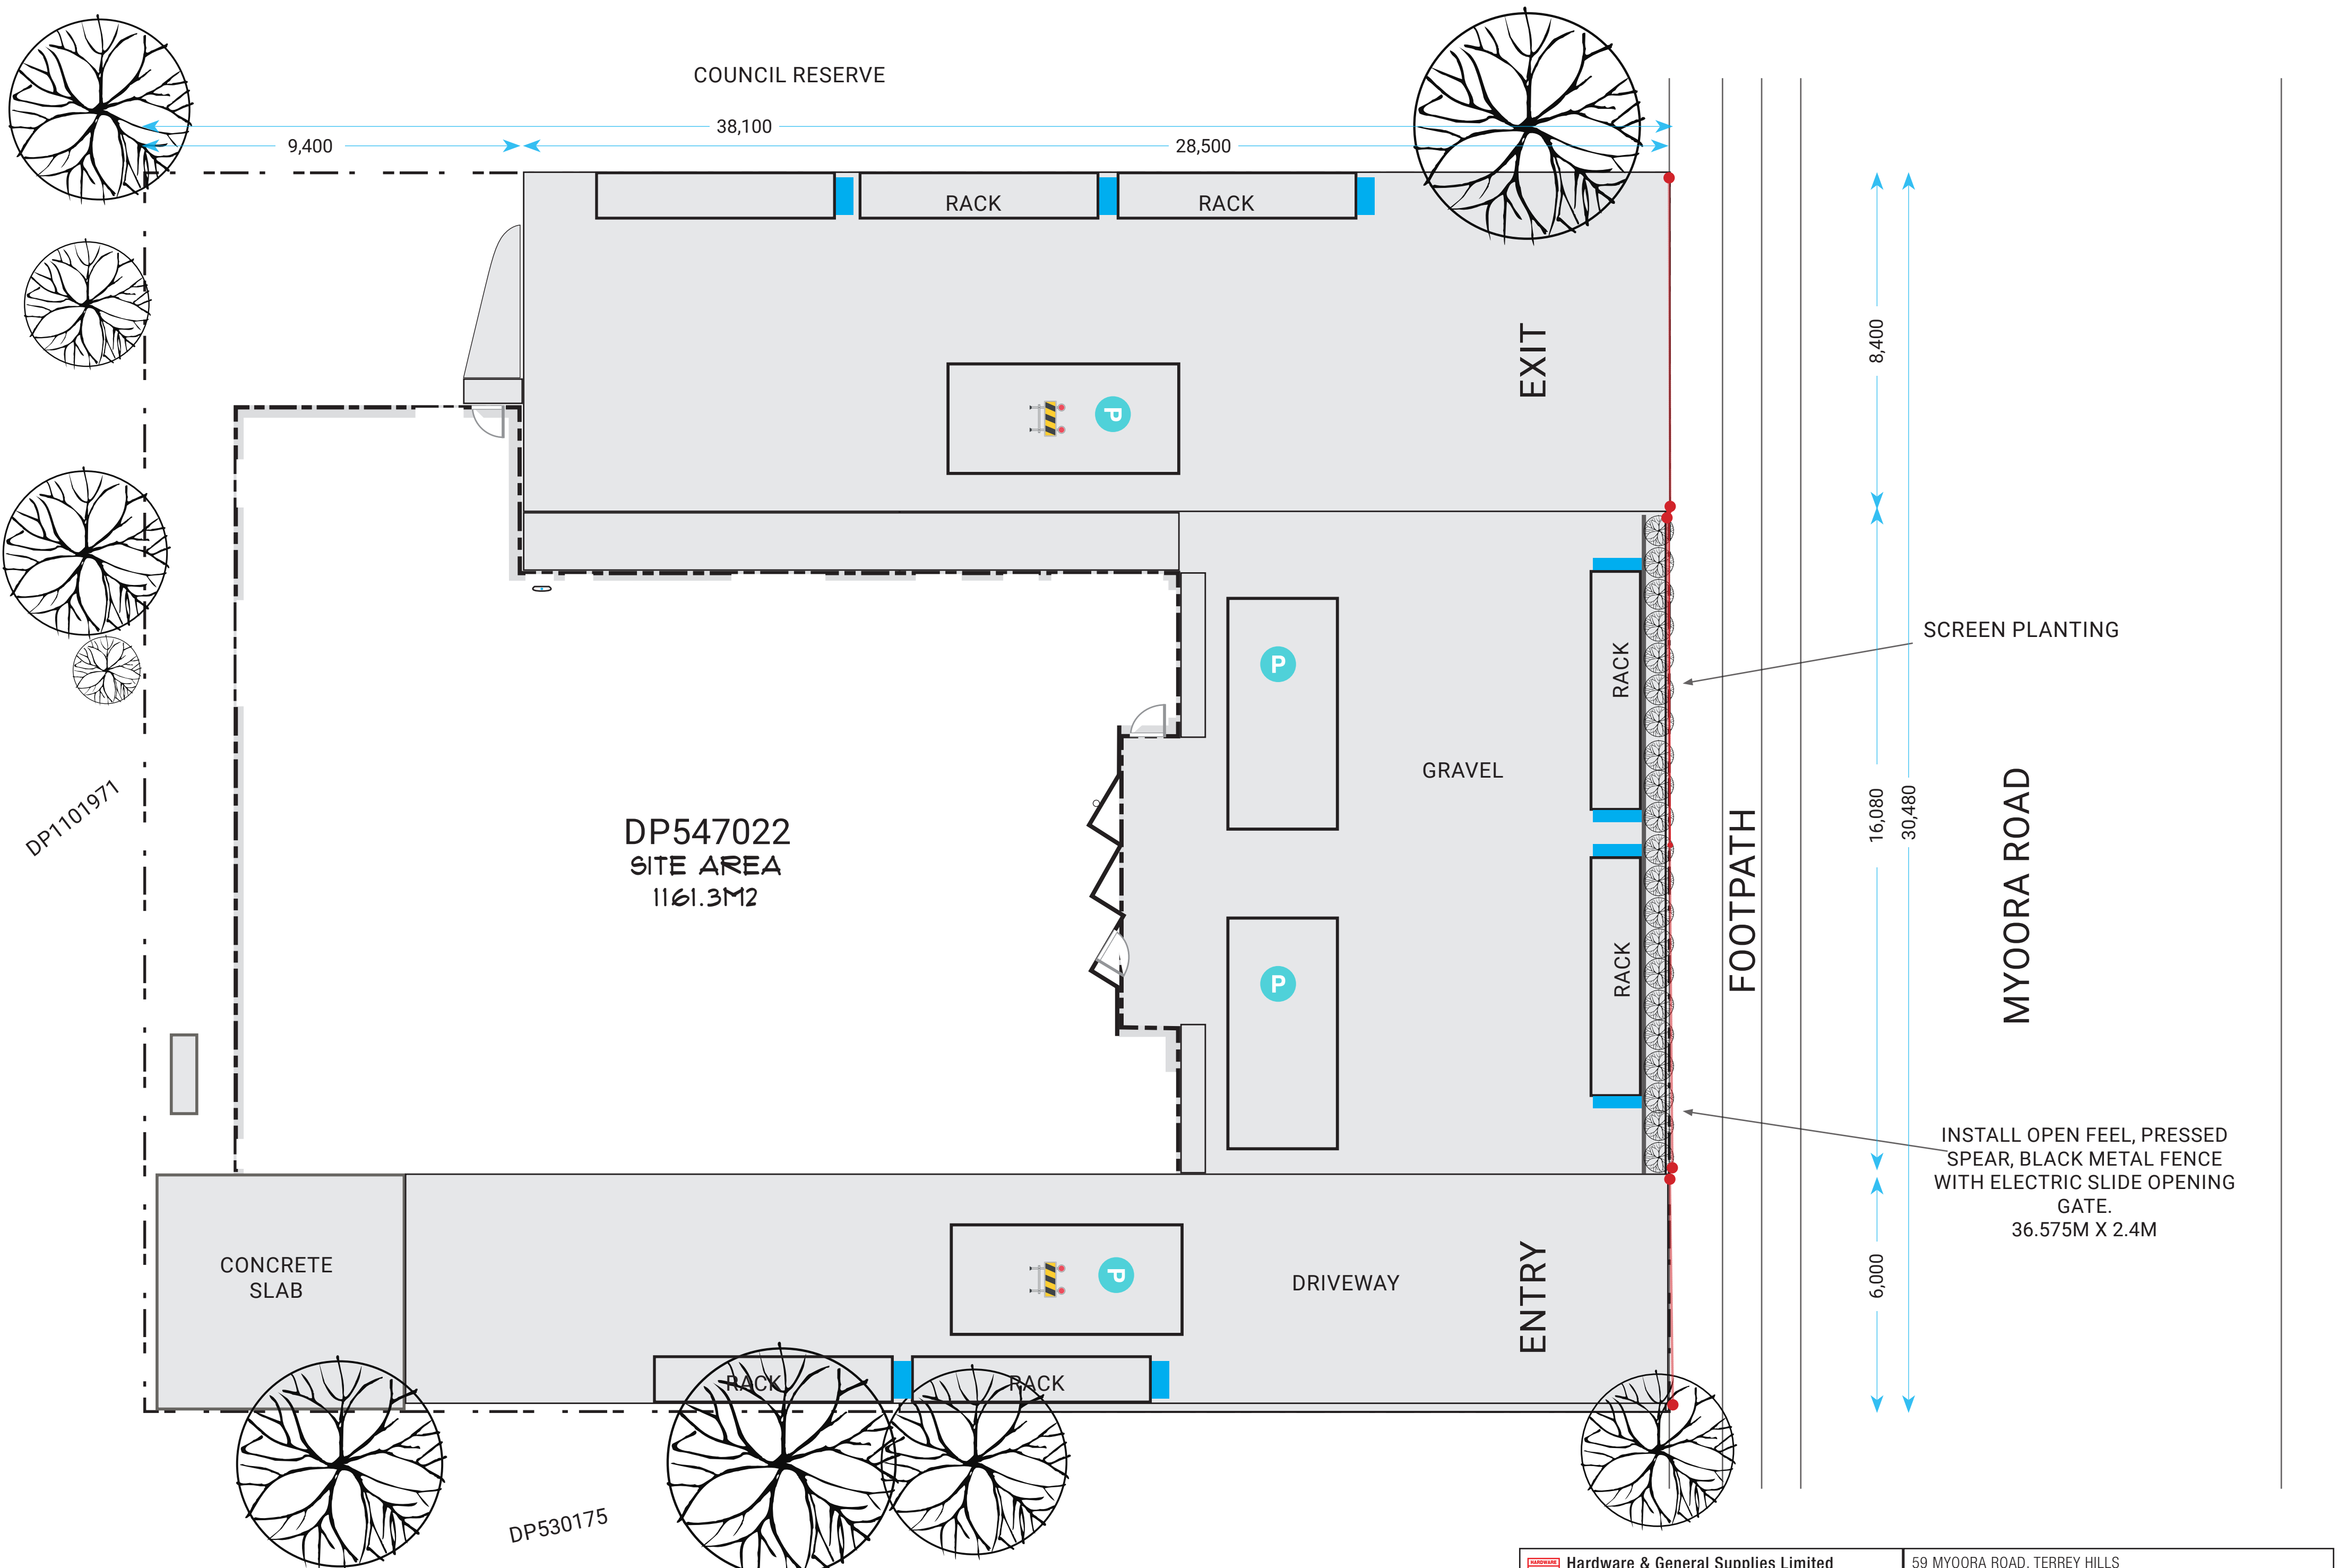 COUNCIL RESERVE
38,100
9,400
28,500
RACK
RACK
EXIT
8,400
P
P
RACK
SCREEN PLANTING
GRAVEL
DP1101971
DP547022
SITE AREA
1161.3M2
16,080
30,480
FOOTPATH
MYOORA ROAD
RACK
P
INSTALL OPEN FEEL, PRESSED
SPEAR, BLACK METAL FENCE
WITH ELECTRIC SLIDE OPENING
GATE.
36.575M X 2.4M
CONCRETE
SLAB
P
DRIVEWAY
ENTRY
6,000
RACK
RACK
DP530175
HARDWARE
Hardware & General Supplies Limited
59 MYOORA ROAD, TERREY HILLS